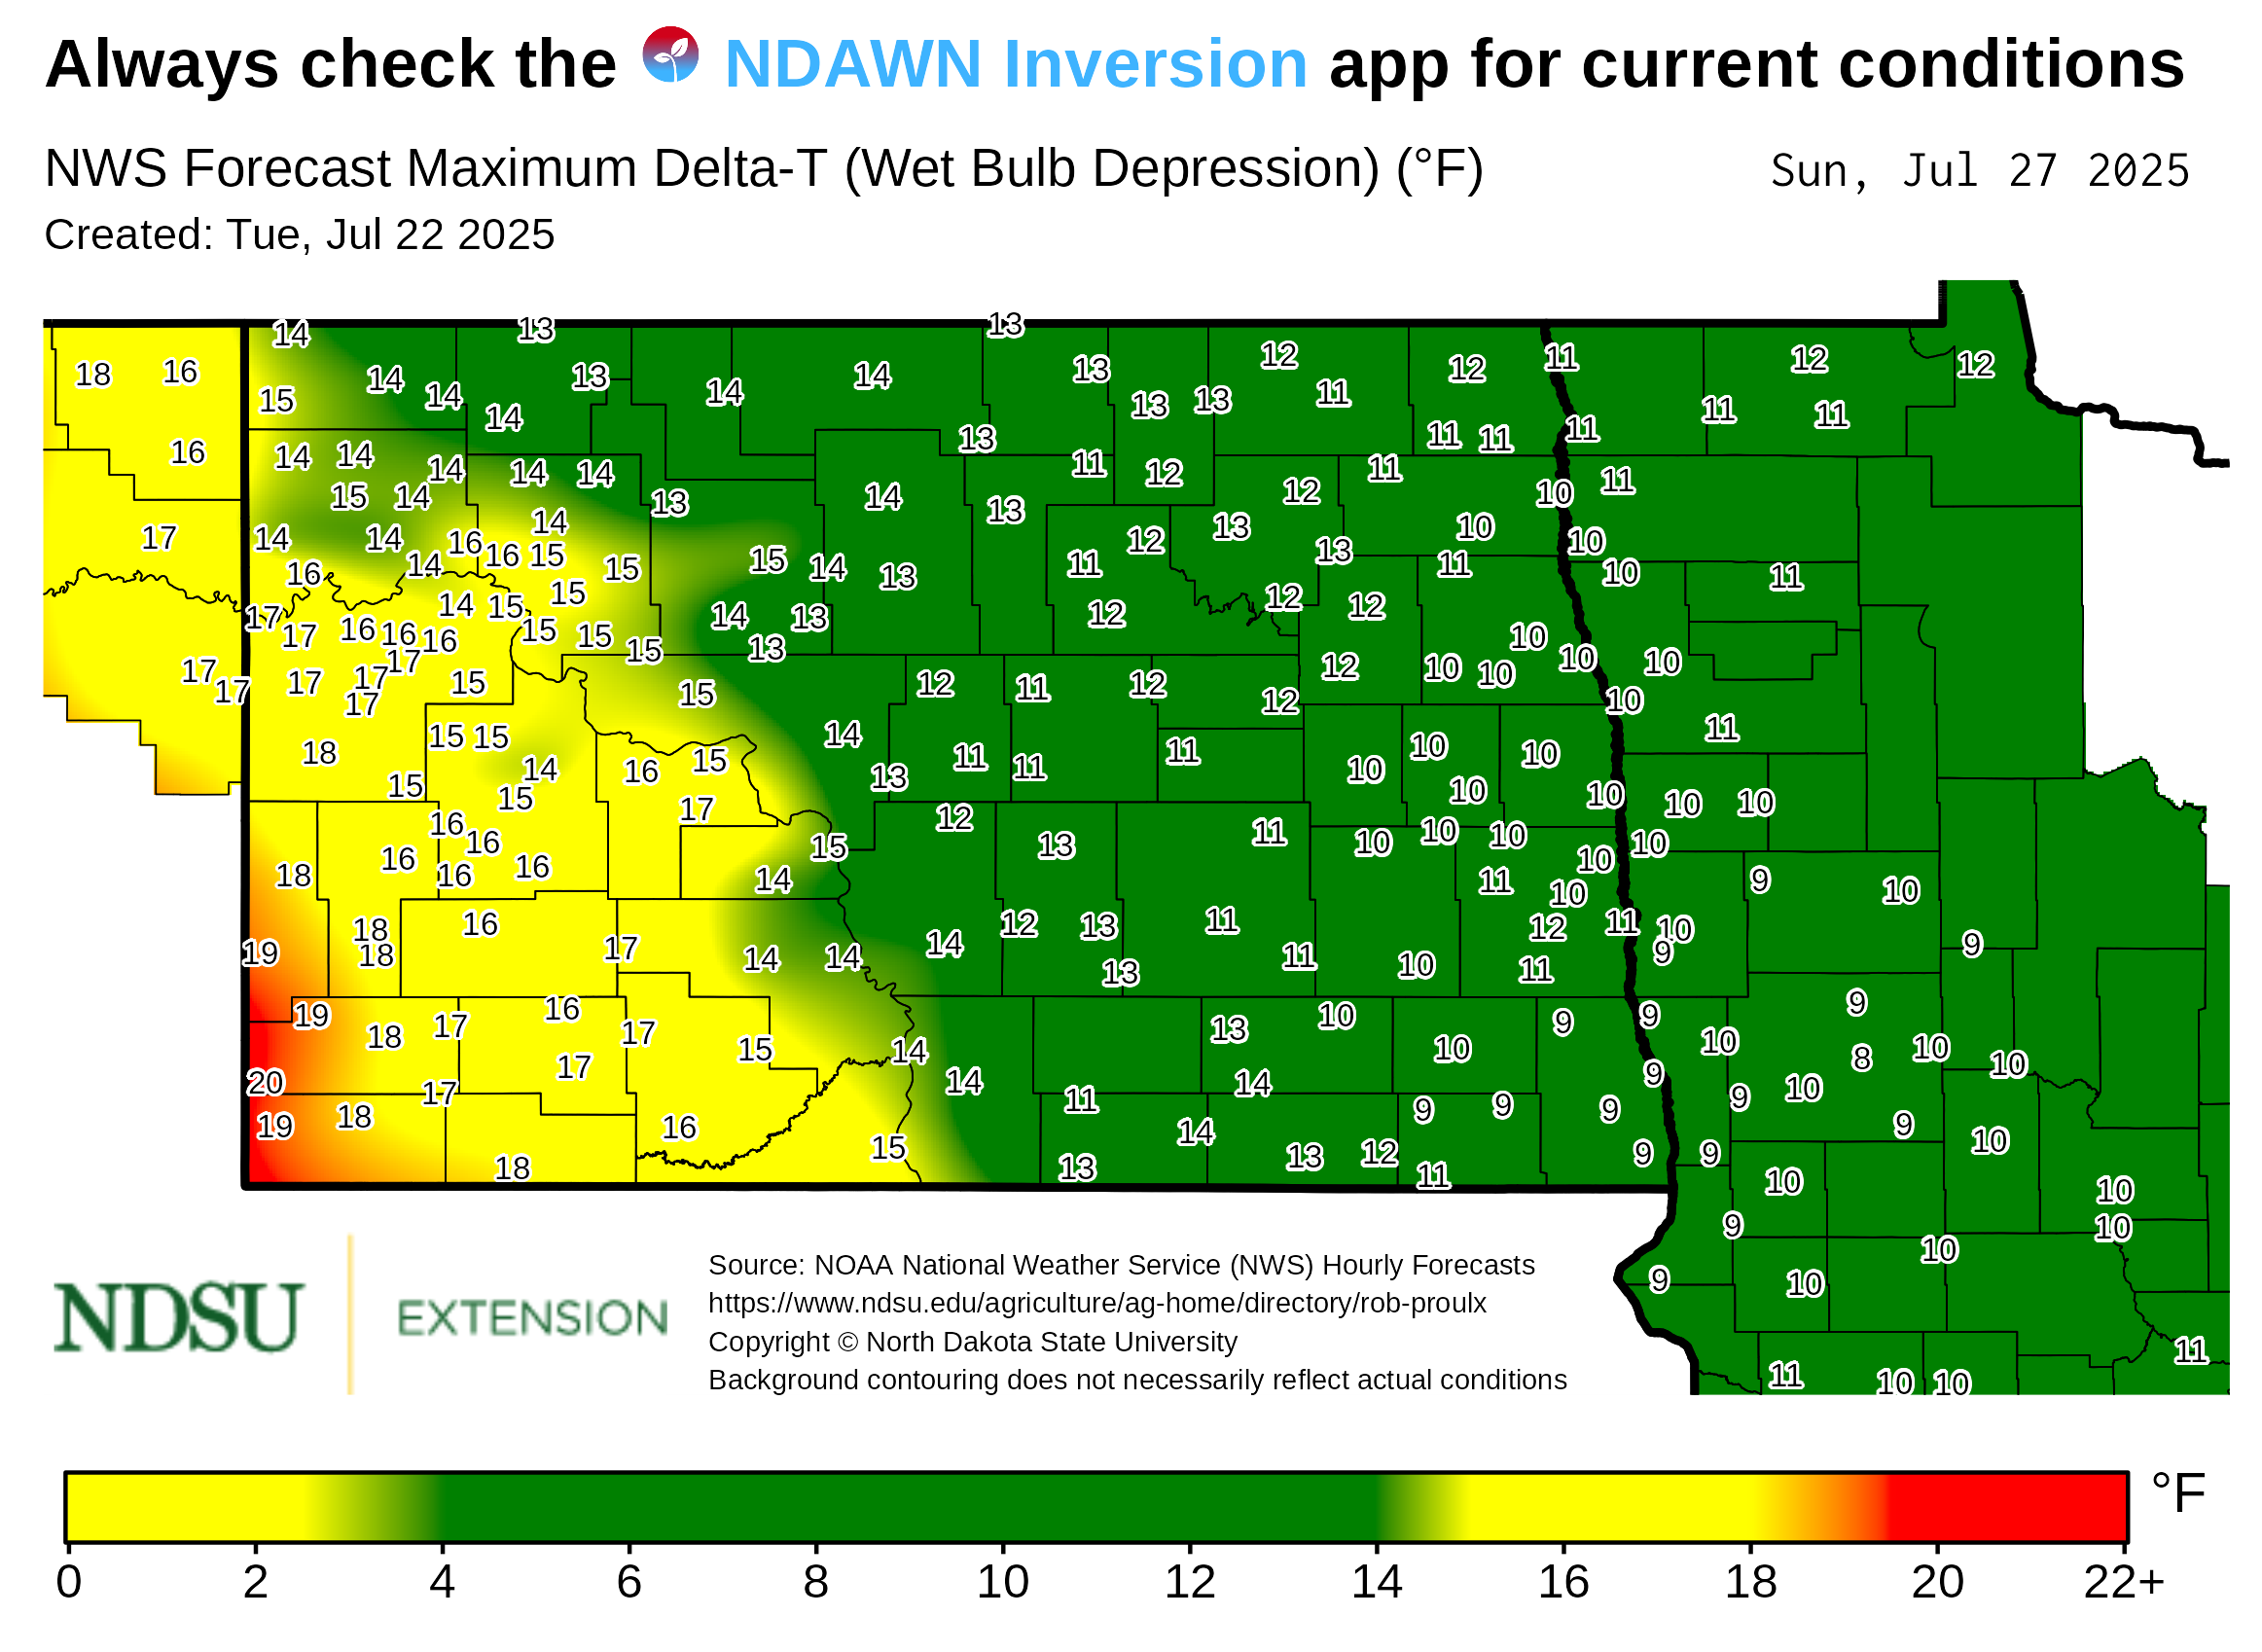 Always check the NDAWN Inversion app for current conditions
NWS Forecast Maximum Delta-T (Wet Bulb Depression) (°F) Sun, Jul 27 2025
Created: Tue, Jul 22 2025
14 13 13
18 16 14 14 13 14 14 13 12 12 11 12 12
15 14 13 13 11 11 11
16 14 14 14 14 14 13 11 12 11 11 11 11
15 14 13 14 13 12 10 11
17 14 14 14 16 16 15 12 13 10 10
16 14 15 15 14 13 11 13 11 10 11
17 14 15 15 14 13 12 12 12
17 16 16 16 15 15 15 13 10
17 17 17 17 17 15 15 12 11 12 12 10 10 10 10
17 12 10
18 15 15 14 15 16 14 13 11 11 11 10 10 10 11
15 15 17 12 10 10 10 10
16 16 15 13 11 10 10 10 10
18 16 16 16 14 11 10 10 9 10
19 18 18 16 17 14 14 14 12 13 11 11 12 11 10 9 9
13 10 11
19 18 17 16 17 15 14 13 10 10 9 9 10 9
20 17 17 14 14 9 8 10 10
19 18 16 15 11 14 9 9 9 9 10 9
18 13 13 12 11 9 9 10
10 10
9 10
9 10 10
11 10 10 11
NDSU EXTENSION
Source: NOAA National Weather Service (NWS) Hourly Forecasts
https://www.ndsu.edu/agriculture/ag-home/directory/rob-proulx
Copyright © North Dakota State University
Background contouring does not necessarily reflect actual conditions
°F
0 2 4 6 8 10 12 14 16 18 20 22+